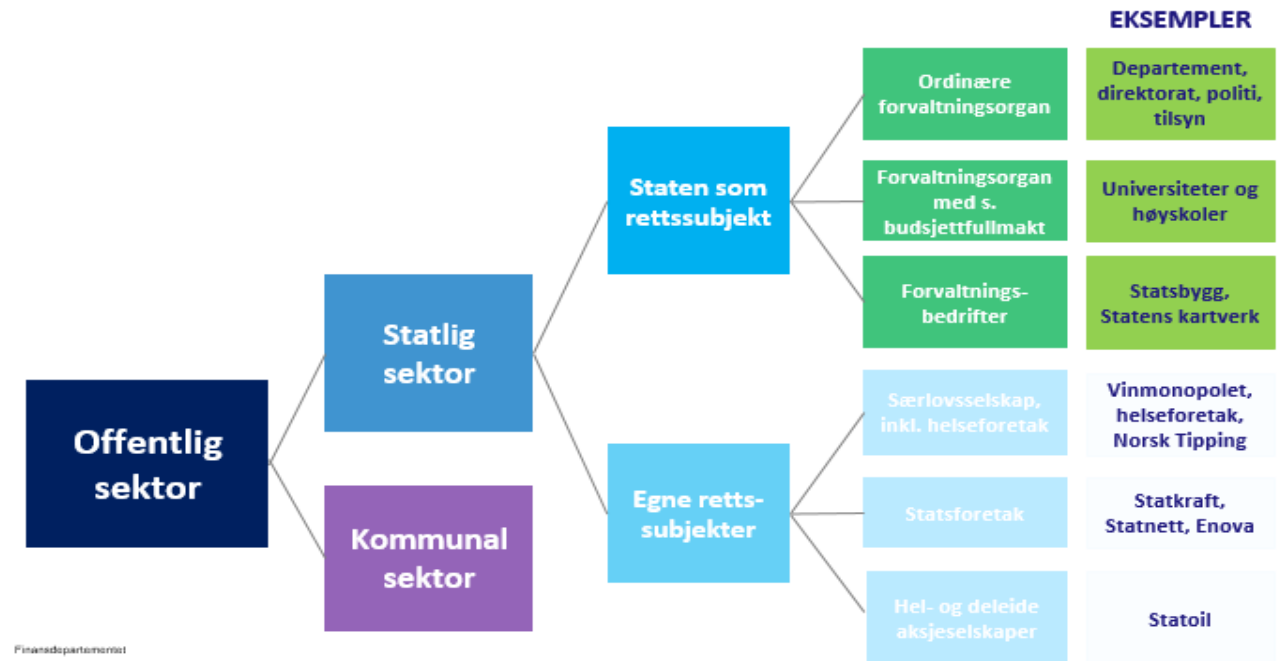 EKSEMPLER
Ordinære
forvaltningsorgan
Departement,
direktorat, politi,
tilsyn
Staten som
rettssubjekt
Forvaltningsorgan
med s.
budsjettfullmakt
Universiteter og
høyskoler
Forvaltnings-
bedrifter
Statsbygg,
Statens kartverk
Statlig
sektor
Offentlig
sektor
Kommunal
sektor
Egne retts-
subjekter
Særlovsselskap,
inkl. helseforetak
Vinmonopolet,
helseforetak,
Norsk Tipping
Statsforetak
Statkraft,
Statnett, Enova
Hel- og deleide
aksjeselskaper
Statoil
Finansdepartementet